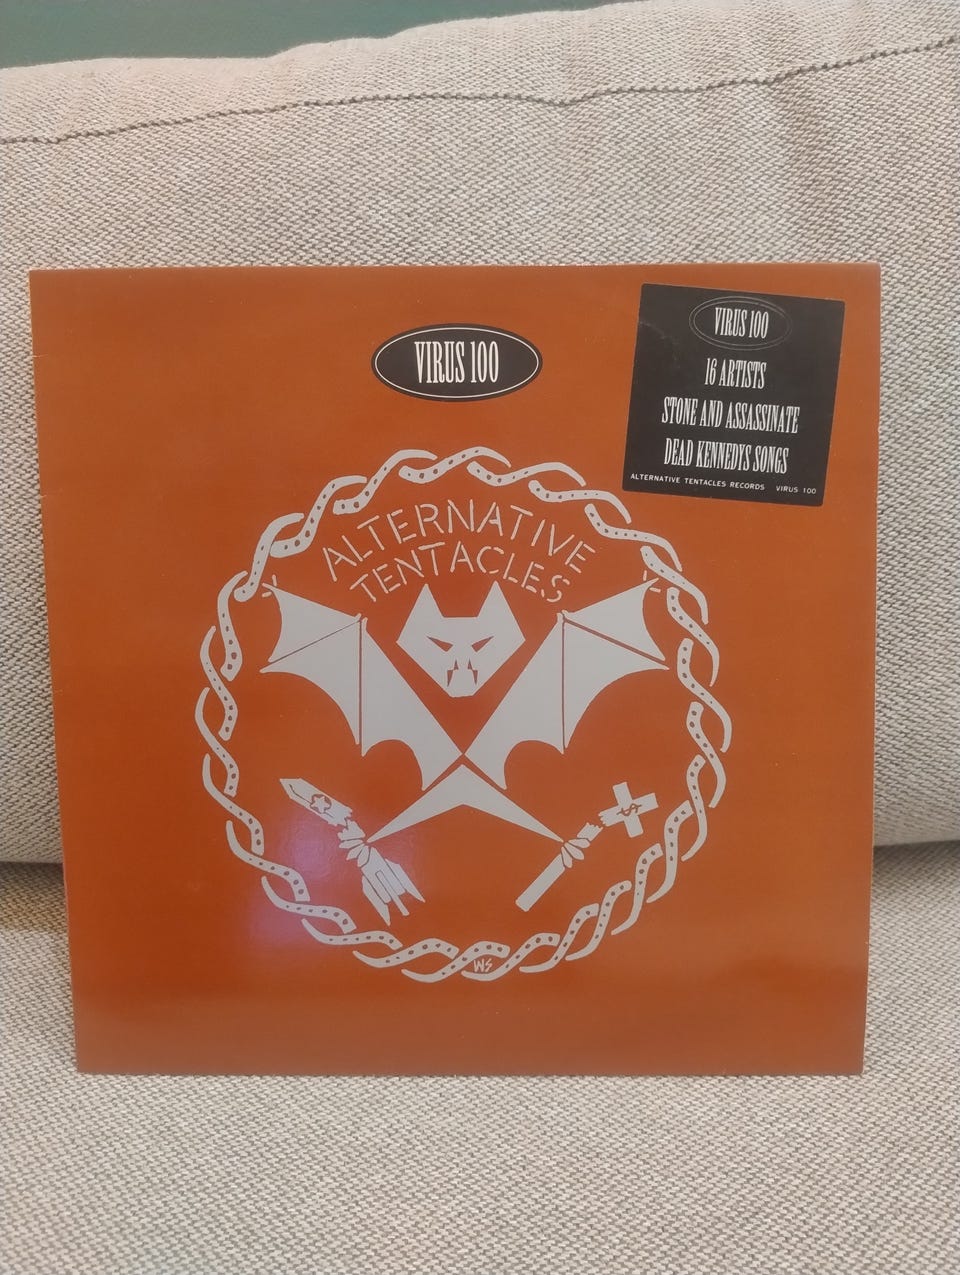 VIRUS 100
VIRUS 100
16 ARTISTS
STONE AND ASSASSINATE
DEAD KENNEDYS SONGS
ALTERNATIVE TENTACLES RECORDS VIRUS 100
ALTERNATIVE
TENTACLES
WS